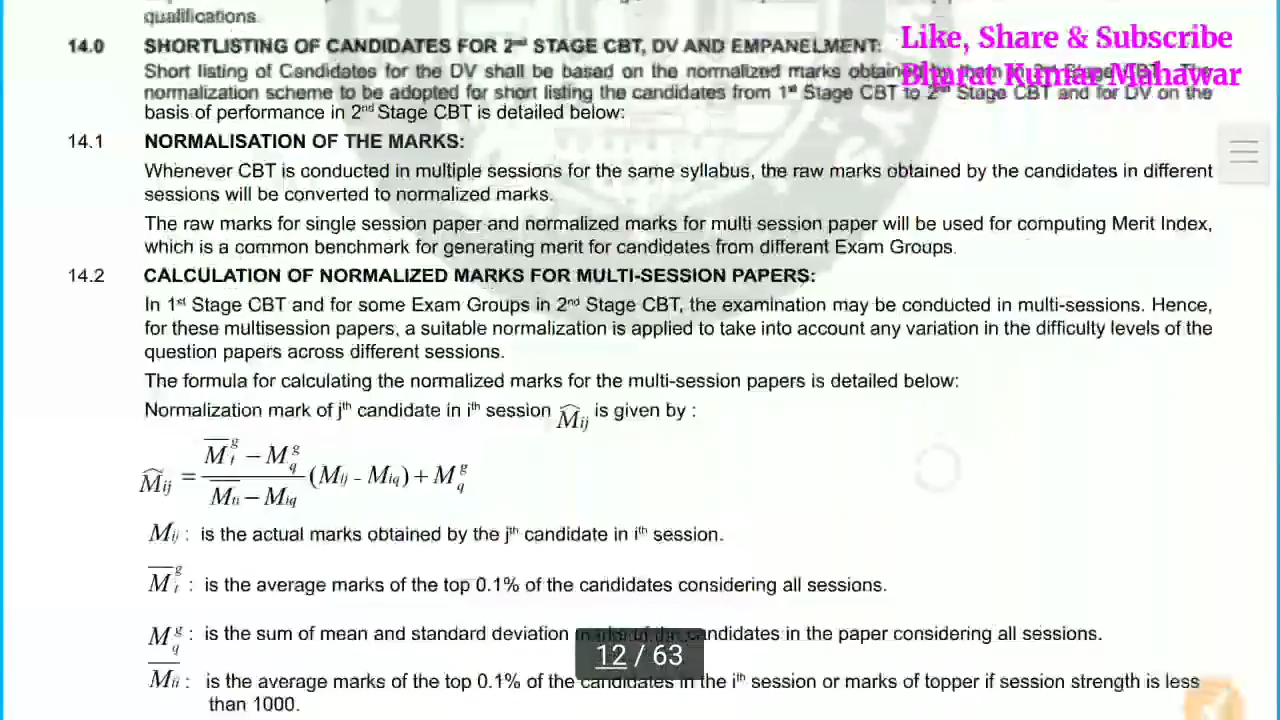 qualifications.
14.0 SHORTLISTING OF CANDIDATES FOR 2nd STAGE CBT, DV AND EMPANELMENT:
Like, Share & Subscribe
Short listing of Candidates for the DV shall be based on the normalized marks obtained by them in 2nd Stage CBT. The
Bharat Kumar Mahawar
normalization scheme to be adopted for short listing the candidates from 1st Stage CBT to 2nd Stage CBT and for DV on the
basis of performance in 2nd Stage CBT is detailed below:
14.1 NORMALISATION OF THE MARKS:
Whenever CBT is conducted in multiple sessions for the same syllabus, the raw marks obtained by the candidates in different
sessions will be converted to normalized marks.
The raw marks for single session paper and normalized marks for multi session paper will be used for computing Merit Index,
which is a common benchmark for generating merit for candidates from different Exam Groups.
14.2 CALCULATION OF NORMALIZED MARKS FOR MULTI-SESSION PAPERS:
In 1st Stage CBT and for some Exam Groups in 2nd Stage CBT, the examination may be conducted in multi-sessions. Hence,
for these multisession papers, a suitable normalization is applied to take into account any variation in the difficulty levels of the
question papers across different sessions.
The formula for calculating the normalized marks for the multi-session papers is detailed below:
Normalization mark of jth candidate in ith session M̂ij is given by :
M̂ij = (M̅tg - Mqg) / (M̅ti - Miq) (Mij - Miq) + Mqg
Mij : is the actual marks obtained by the jth candidate in ith session.
M̅tg : is the average marks of the top 0.1% of the candidates considering all sessions.
Mqg : is the sum of mean and standard deviation marks of the candidates in the paper considering all sessions.
12 / 63
M̅ti : is the average marks of the top 0.1% of the candidates in the ith session or marks of topper if session strength is less
than 1000.